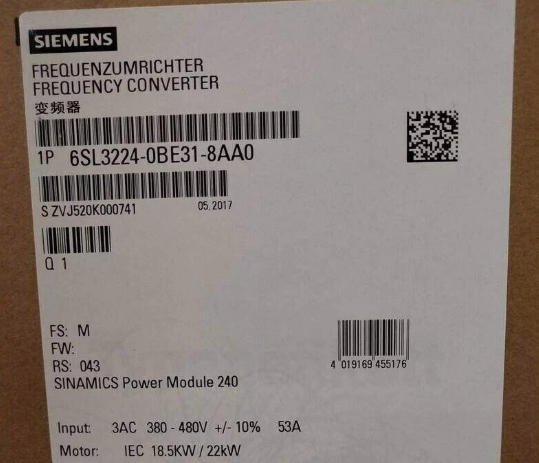 SIEMENS
FREQUENZUMRICHTER
FREQUENCY CONVERTER
变频器
1P 6SL3224-0BE31-8AA0
S ZVJ520K000741 05.2017
Q 1
FS: M
FW:
RS: 043
4 019169 455176
SINAMICS Power Module 240
Input: 3AC 380 - 480V +/- 10% 53A
Motor: IEC 18.5KW / 22kW